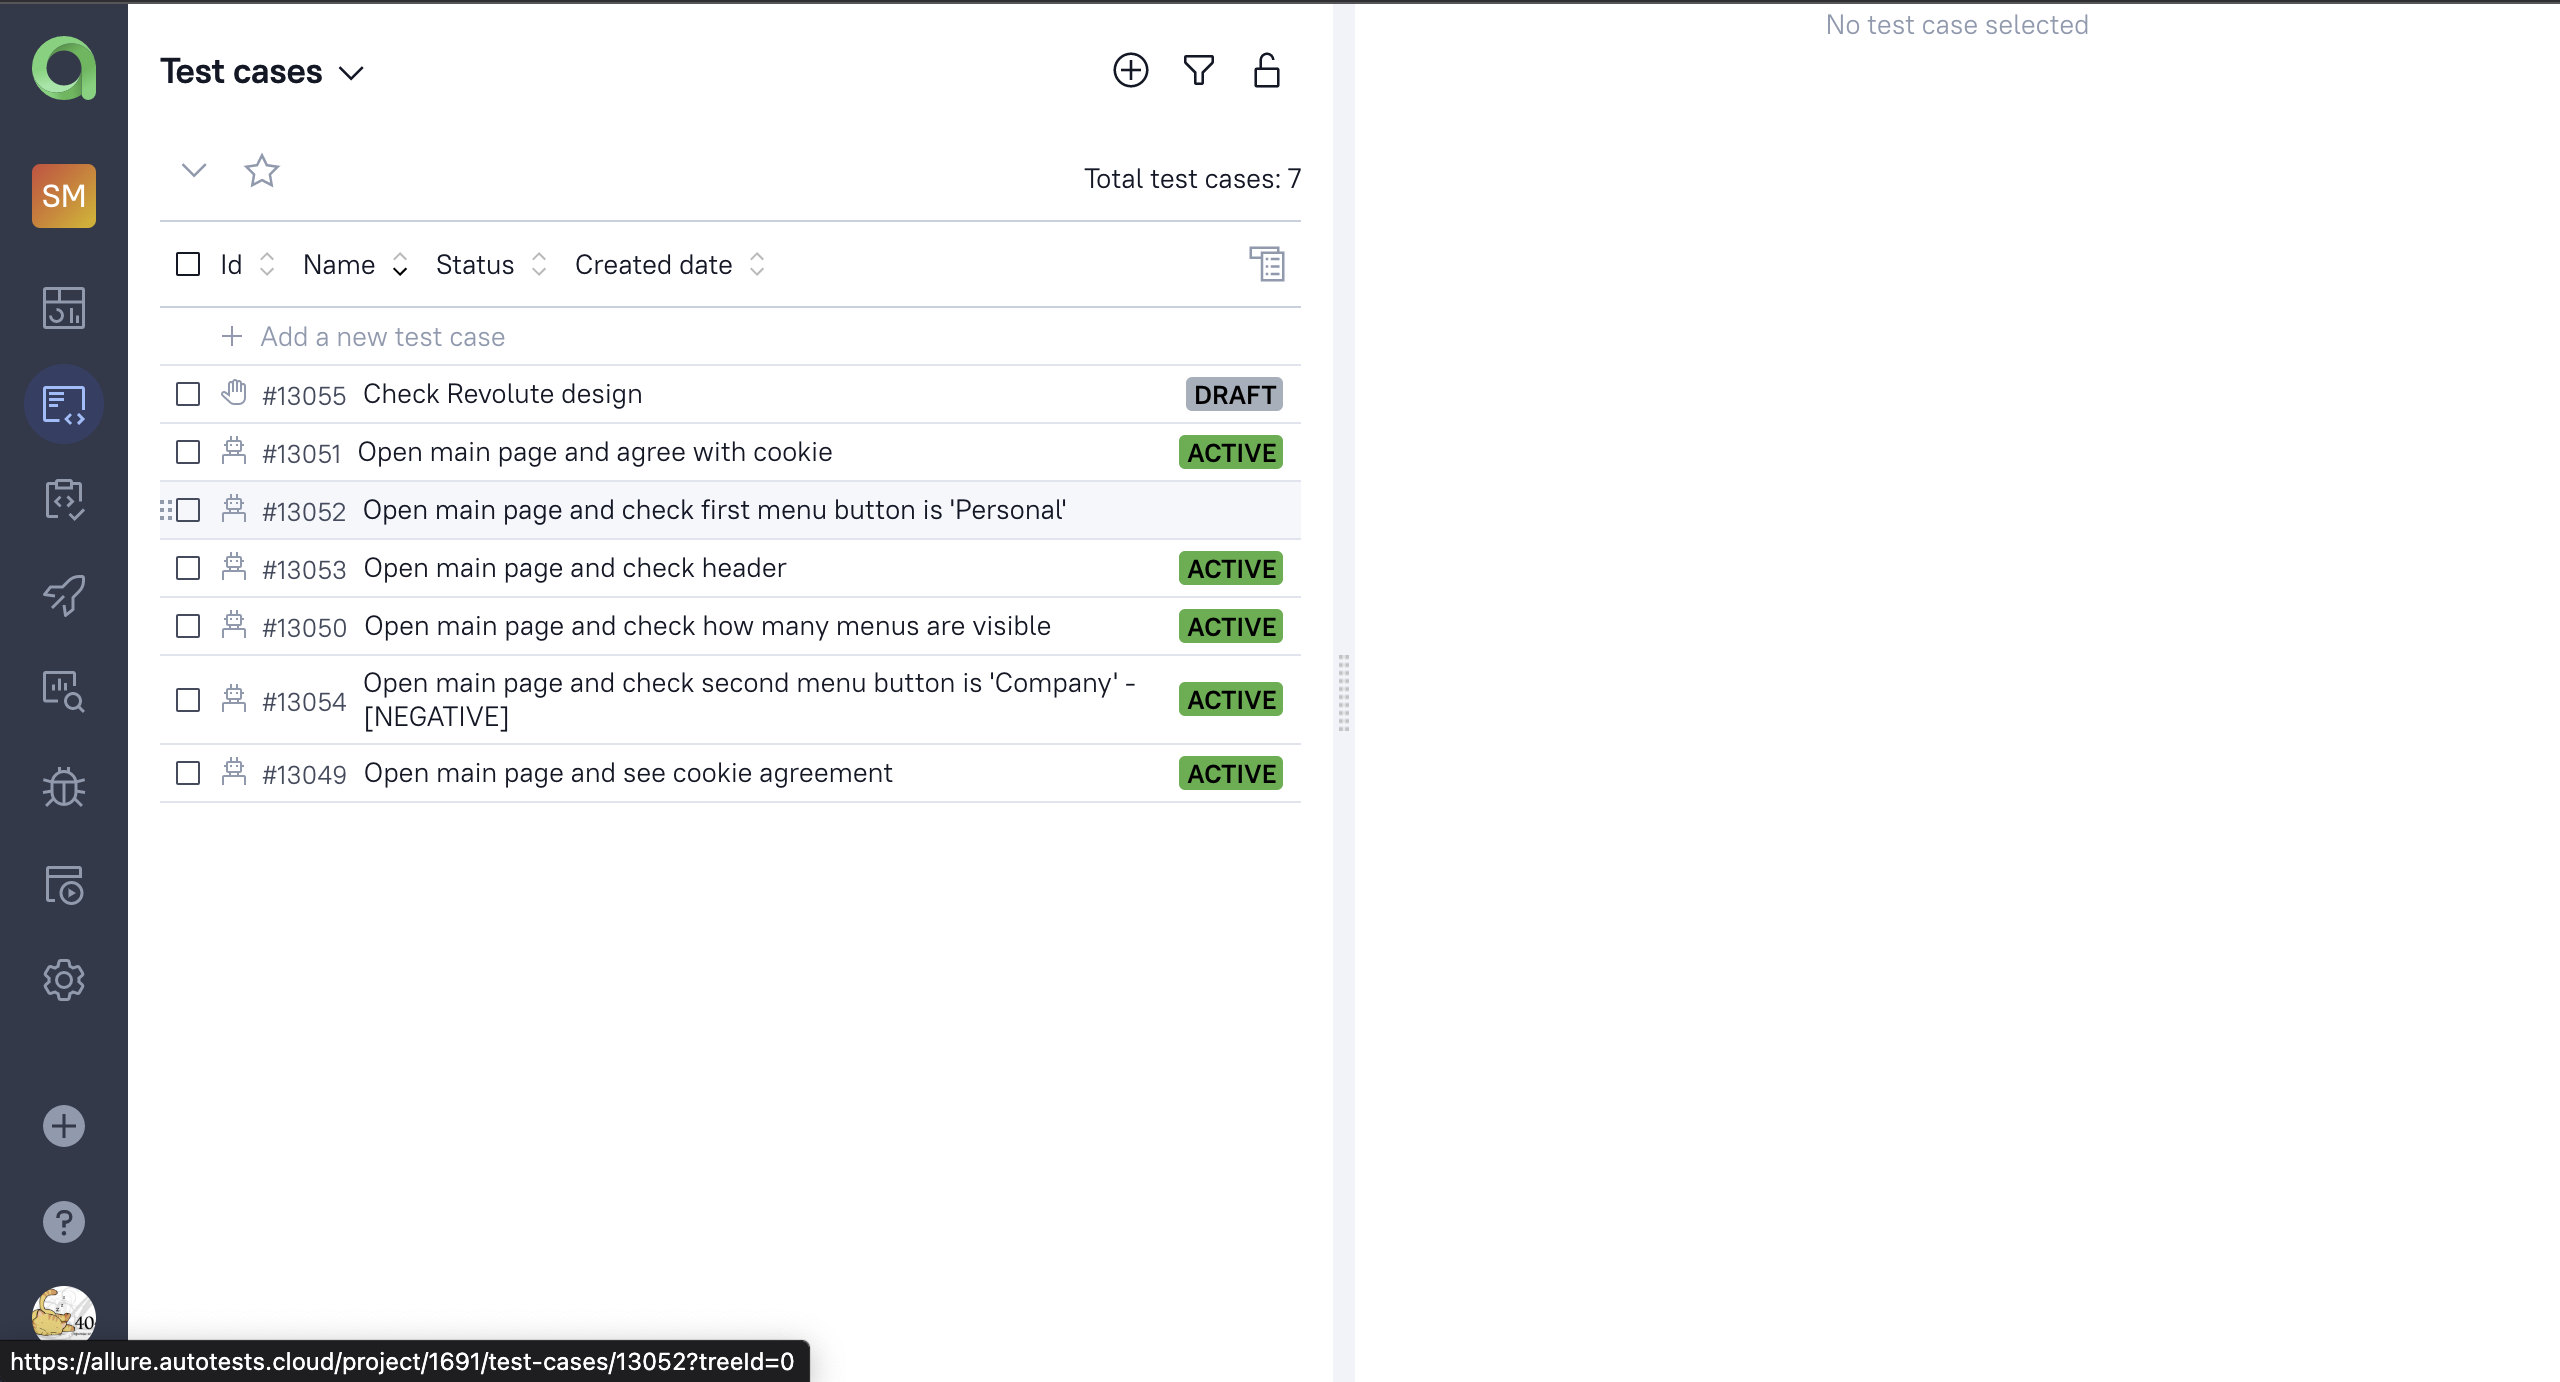 No test case selected
Test cases
SM
Total test cases: 7
Id Name Status Created date
Add a new test case
#13055 Check Revolute design DRAFT
#13051 Open main page and agree with cookie ACTIVE
#13052 Open main page and check first menu button is 'Personal'
#13053 Open main page and check header ACTIVE
#13050 Open main page and check how many menus are visible ACTIVE
#13054 Open main page and check second menu button is 'Company' - ACTIVE
[NEGATIVE]
#13049 Open main page and see cookie agreement ACTIVE
40
https://allure.autotests.cloud/project/1691/test-cases/13052?treeId=0